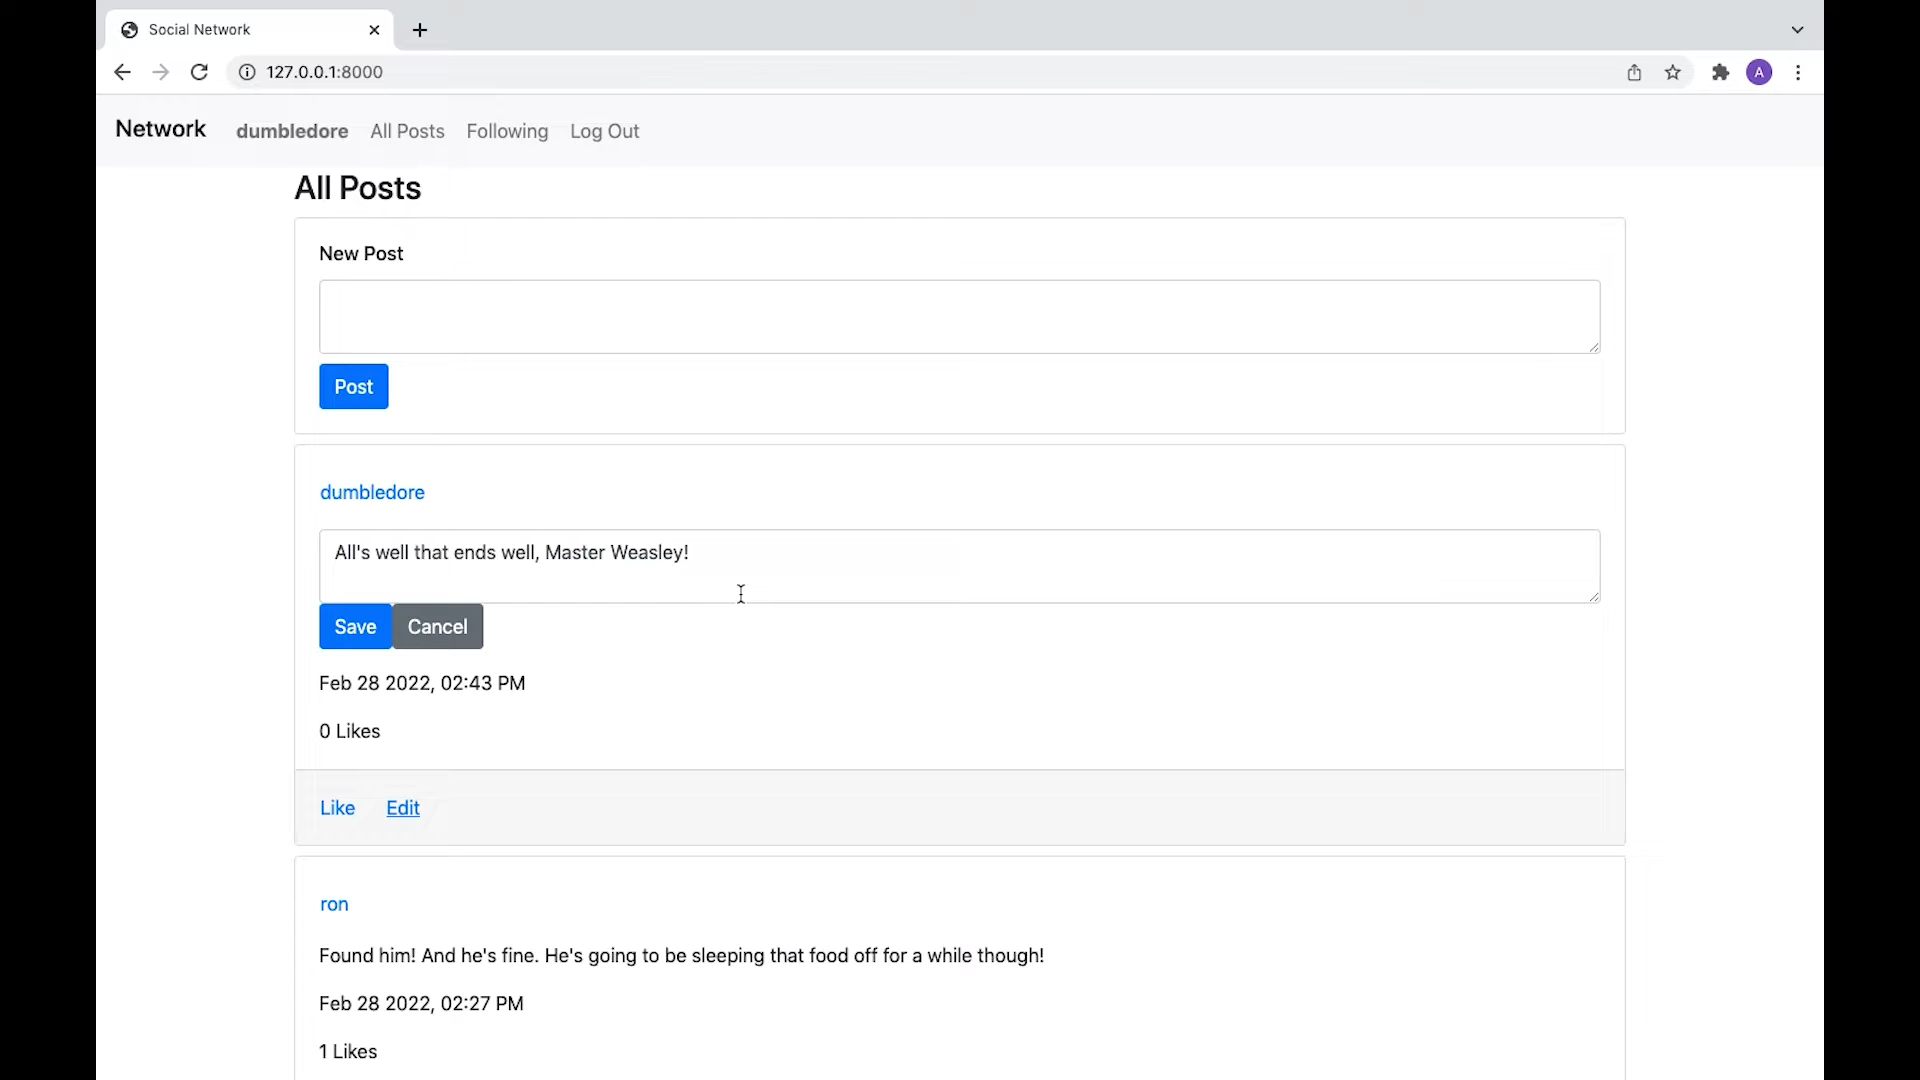 Social Network
127.0.0.1:8000
A
Network dumbledore All Posts Following Log Out
All Posts
New Post
Post
dumbledore
All's well that ends well, Master Weasley!
Save Cancel
Feb 28 2022, 02:43 PM
0 Likes
Like Edit
ron
Found him! And he's fine. He's going to be sleeping that food off for a while though!
Feb 28 2022, 02:27 PM
1 Likes